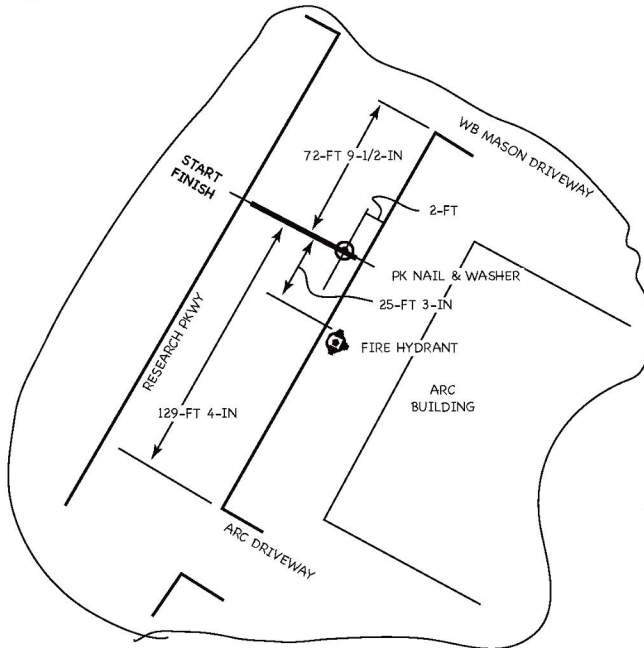 WB MASON DRIVEWAY
72-FT 9-1/2-IN
START
FINISH
2-FT
PK NAIL & WASHER
25-FT 3-IN
RESEARCH PKWY
FIRE HYDRANT
ARC
BUILDING
129-FT 4-IN
ARC DRIVEWAY